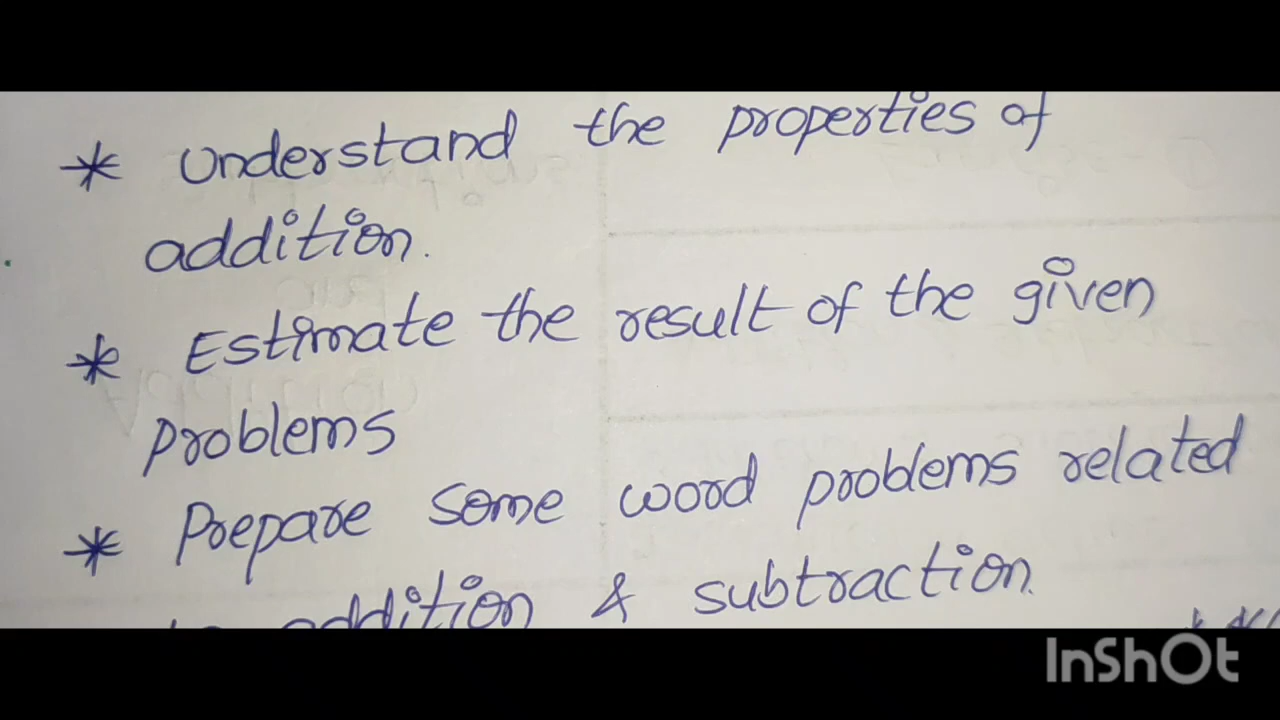 * Understand the properties of
addition.
* Estimate the result of the given
problems
* Prepare some word problems related
to addition & subtraction.
InShOt